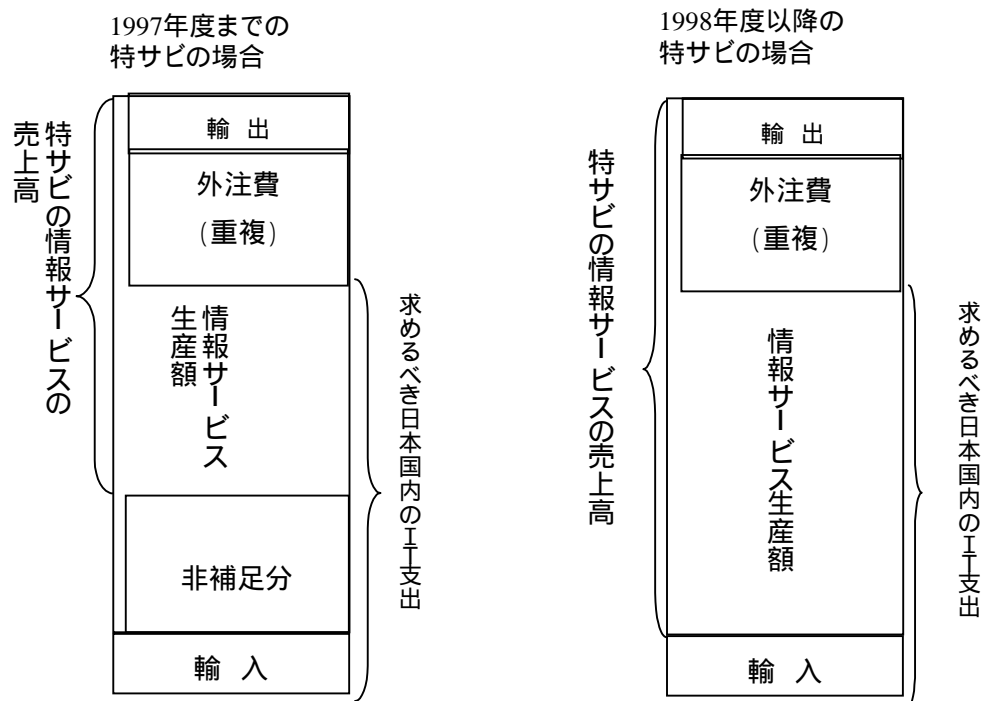 1997年度までの
特サビの場合
特サビの情報サービスの
売上高
輸 出
外注費
(重複)
情報サービス
生産額
非補足分
輸 入
求めるべき日本国内のIT支出
1998年度以降の
特サビの場合
特サビの情報サービスの売上高
輸 出
外注費
(重複)
情報サービス生産額
輸 入
求めるべき日本国内のIT支出